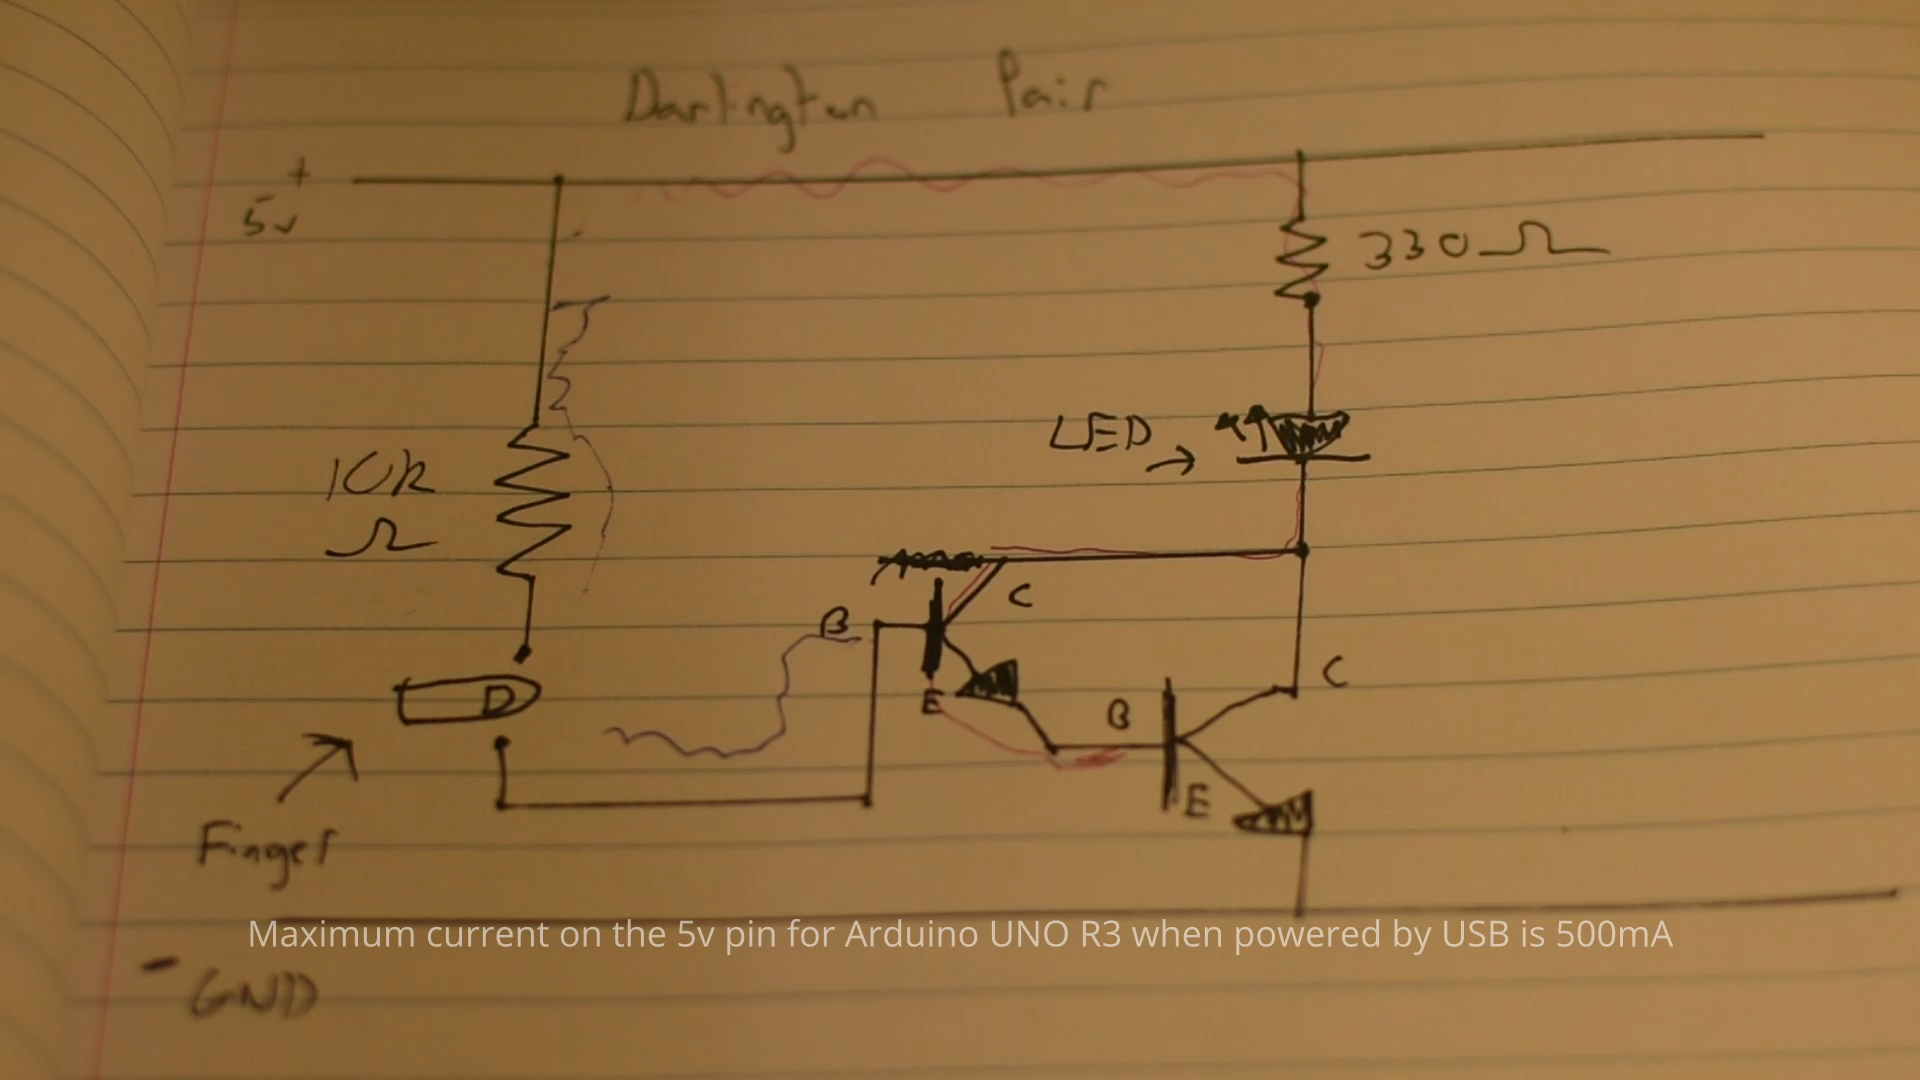 Darlington Pair
+
5v
330Ω
LED →
10k
Ω
C
B
E
C
B
E
D
Finger
Maximum current on the 5v pin for Arduino UNO R3 when powered by USB is 500mA
- GND